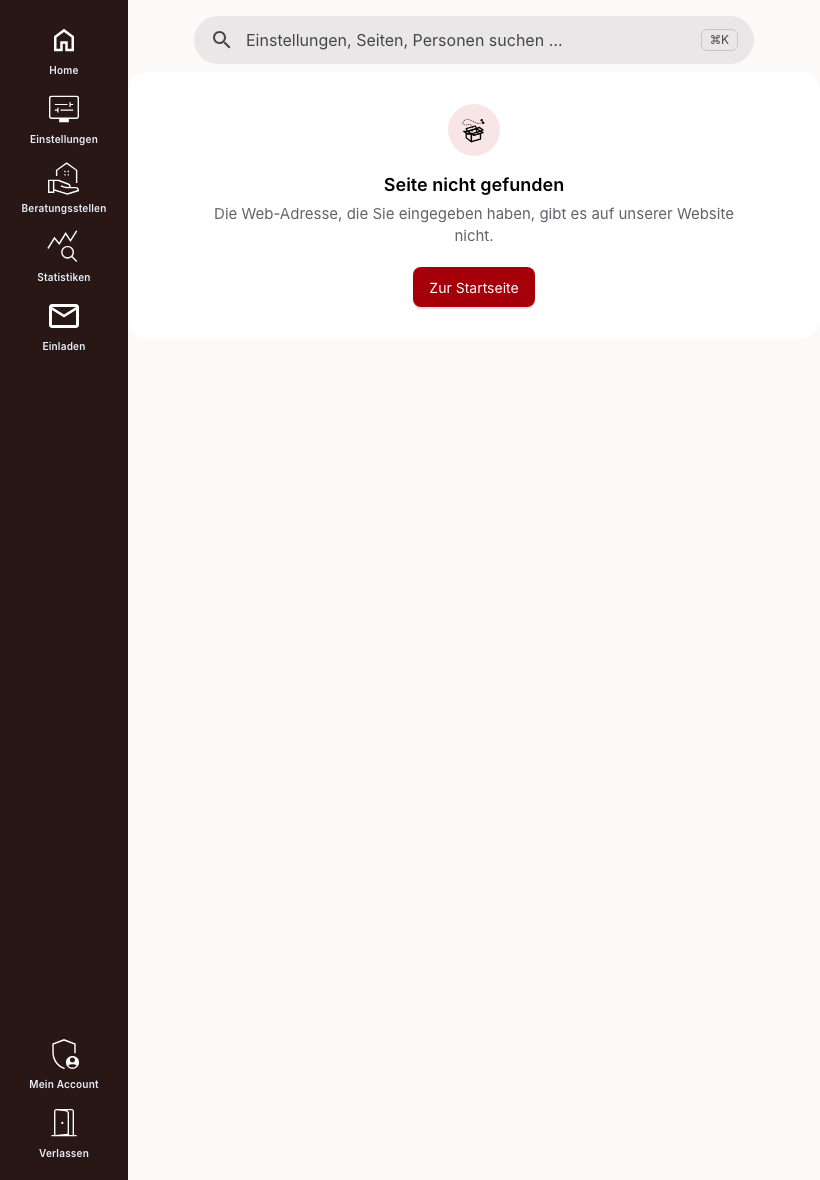 Home
Einstellungen
Beratungsstellen
Statistiken
Einladen
Mein Account
Verlassen
Einstellungen, Seiten, Personen suchen ...
⌘K
Seite nicht gefunden
Die Web-Adresse, die Sie eingegeben haben, gibt es auf unserer Website
nicht.
Zur Startseite